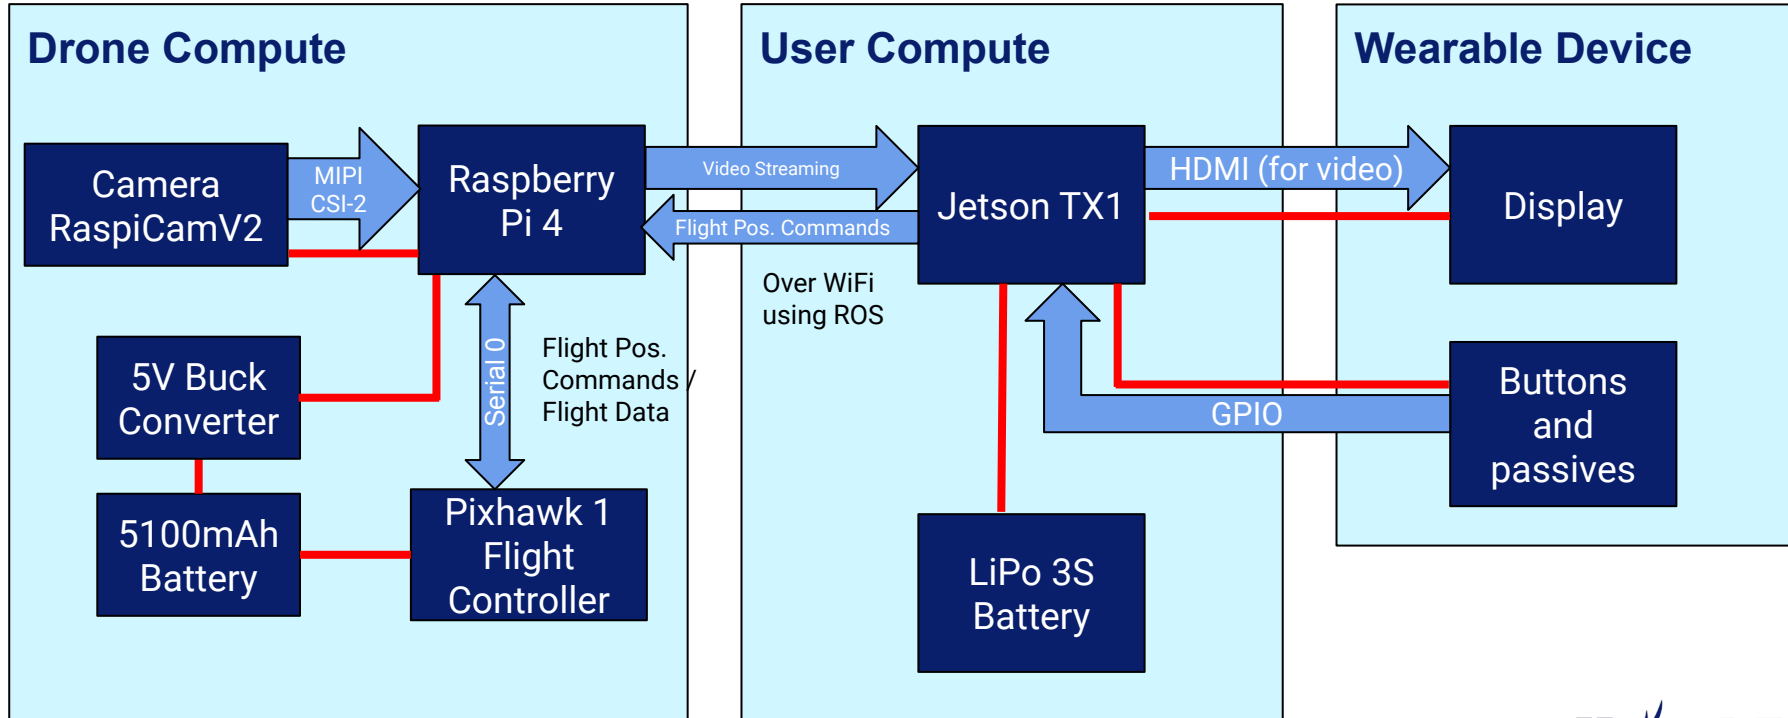 Drone Compute
Camera
RaspiCamV2
MIPI
CSI-2
Raspberry
Pi 4
5V Buck
Converter
Serial 0
Flight Pos.
Commands /
Flight Data
5100mAh
Battery
Pixhawk 1
Flight
Controller
User Compute
Video Streaming
Flight Pos. Commands
Over WiFi
using ROS
Jetson TX1
HDMI (for video)
GPIO
LiPo 3S
Battery
Wearable Device
Display
Buttons
and
passives